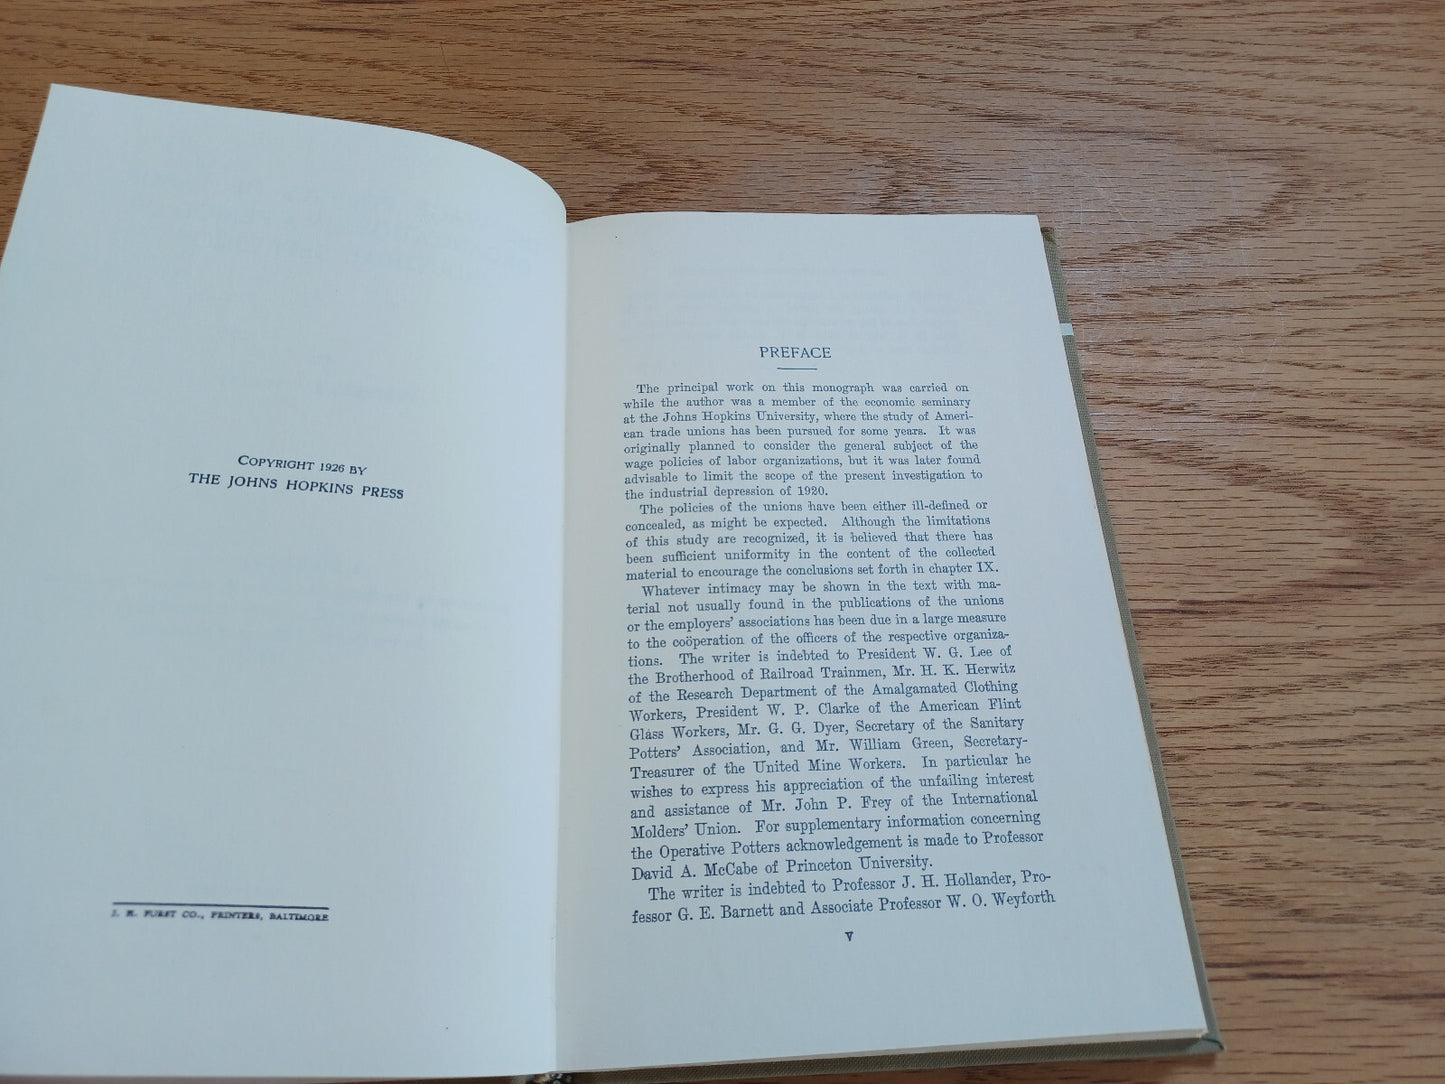 COPYRIGHT 1926 BY
THE JOHNS HOPKINS PRESS
J. H. FURST CO., PRINTERS, BALTIMORE
PREFACE
The principal work on this monograph was carried on
while the author was a member of the economic seminary
at the Johns Hopkins University, where the study of Ameri-
can trade unions has been pursued for some years. It was
originally planned to consider the general subject of the
wage policies of labor organizations, but it was later found
advisable to limit the scope of the present investigation to
the industrial depression of 1920.
The policies of the unions have been either ill-defined or
concealed, as might be expected. Although the limitations
of this study are recognized, it is believed that there has
been sufficient uniformity in the content of the collected
material to encourage the conclusions set forth in chapter IX.
Whatever intimacy may be shown in the text with ma-
terial not usually found in the publications of the unions
or the employers' associations has been due in a large measure
to the coöperation of the officers of the respective organiza-
tions. The writer is indebted to President W. G. Lee of
the Brotherhood of Railroad Trainmen, Mr. H. K. Herwitz
of the Research Department of the Amalgamated Clothing
Workers, President W. P. Clarke of the American Flint
Glass Workers, Mr. G. G. Dyer, Secretary of the Sanitary
Potters' Association, and Mr. William Green, Secretary-
Treasurer of the United Mine Workers. In particular he
wishes to express his appreciation of the unfailing interest
and assistance of Mr. John P. Frey of the International
Molders' Union. For supplementary information concerning
the Operative Potters acknowledgement is made to Professor
David A. McCabe of Princeton University.
The writer is indebted to Professor J. H. Hollander, Pro-
fessor G. E. Barnett and Associate Professor W. O. Weyforth
V